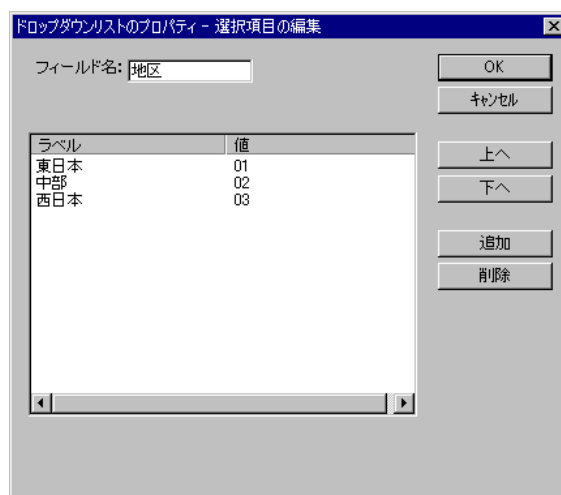 ドロップダウンリストのプロパティ - 選択項目の編集
フィールド名: 地区
OK
キャンセル
ラベル 値
東日本 01
中部 02
西日本 03
上へ
下へ
追加
削除